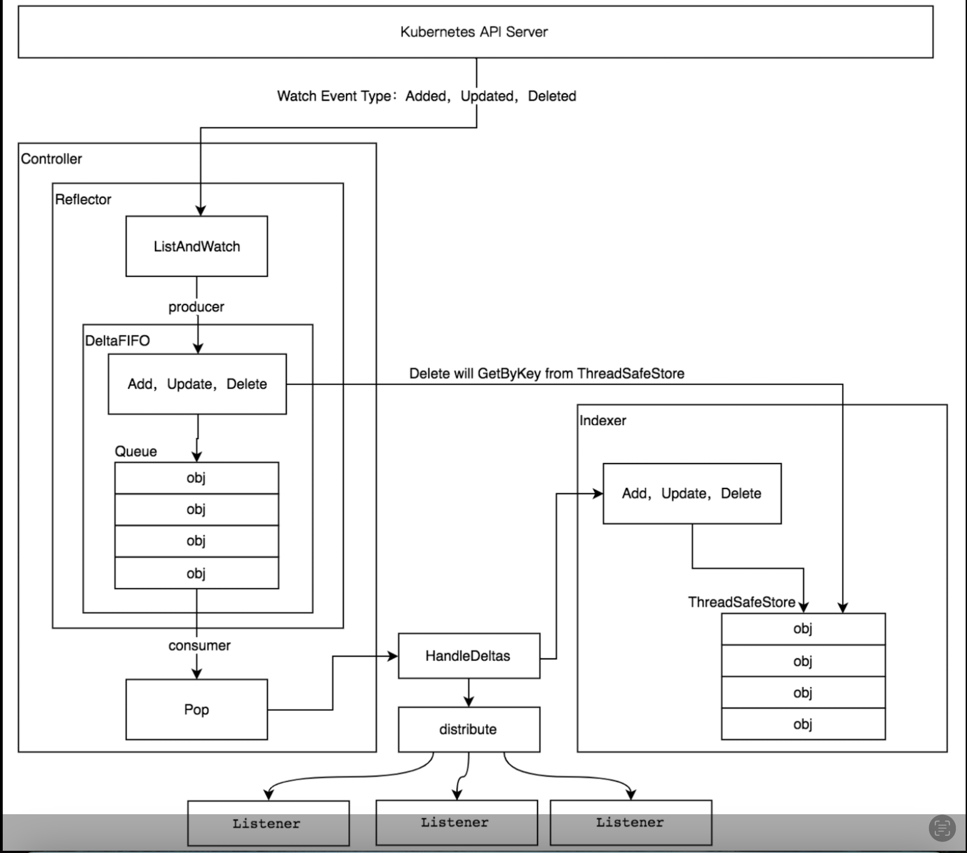 Kubernetes API Server
Watch Event Type：Added，Updated，Deleted
Controller
Reflector
ListAndWatch
producer
DeltaFIFO
Add，Update，Delete
Delete will GetByKey from ThreadSafeStore
Queue
obj
obj
obj
obj
consumer
Pop
HandleDeltas
distribute
Indexer
Add，Update，Delete
ThreadSafeStore
obj
obj
obj
obj
Listener
Listener
Listener